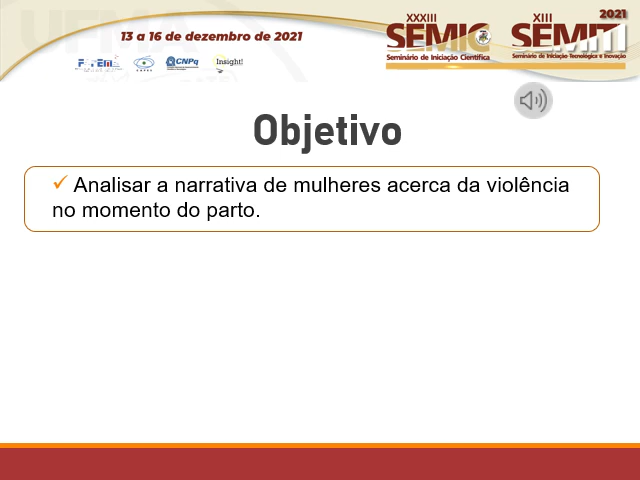 13 a 16 de dezembro de 2021
CNPq
Insight!
XXXIII
SEMIC
Seminário de Iniciação Científica
XIII
2021
SEMIT
Seminário de Iniciação Tecnológica e Inovação
Objetivo
✓ Analisar a narrativa de mulheres acerca da violência
no momento do parto.